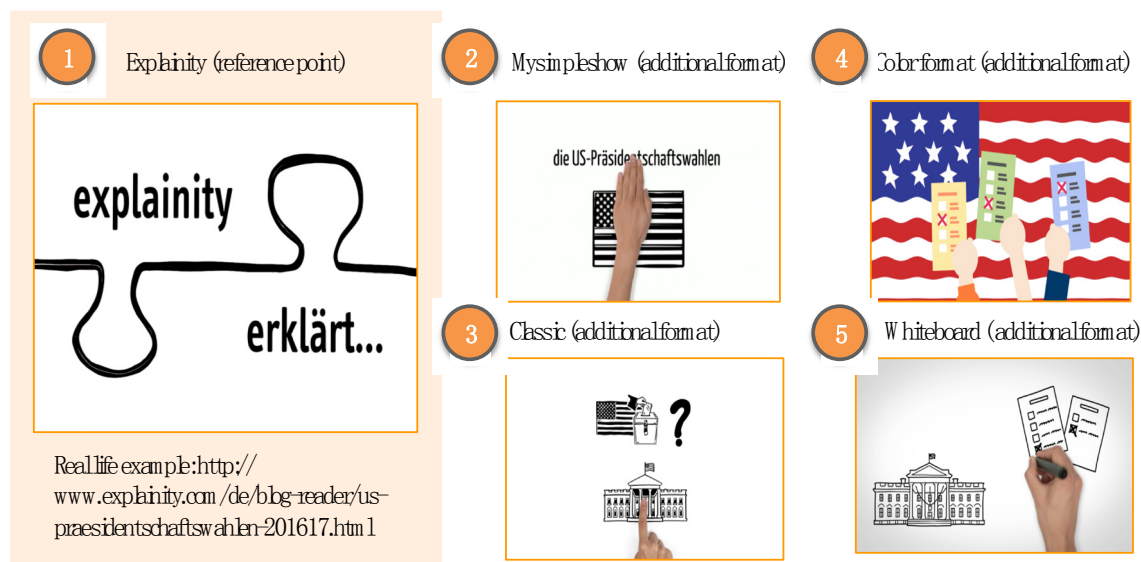 1
Explainity (reference point)
explainity
erklärt...
Real life example: http://
www.explainity.com/de/blog-reader/us-
praesidentschaftswahlen-201617.html
2
Mysimpleshow (additional format)
die US-Präsidentschaftswahlen
3
Classic (additional format)
?
4
Color format (additional format)
5
Whiteboard (additional format)